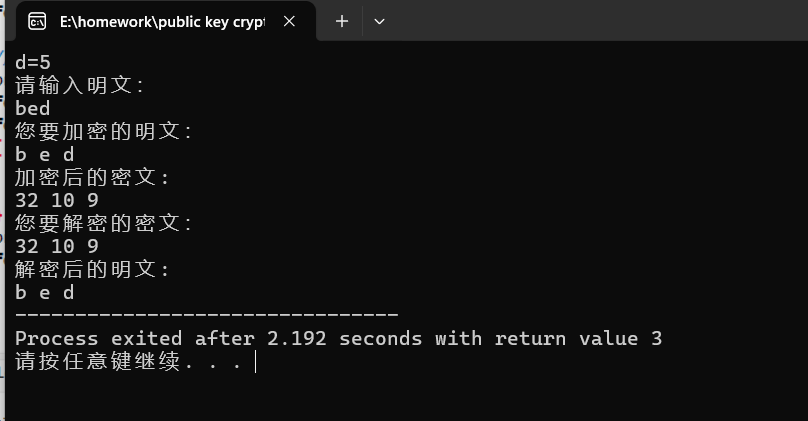 E:\homework\public key crypt
d=5
请输入明文:
bed
您要加密的明文:
b e d
加密后的密文:
32 10 9
您要解密的密文:
32 10 9
解密后的明文:
b e d
--------------------------------
Process exited after 2.192 seconds with return value 3
请按任意键继续. . .